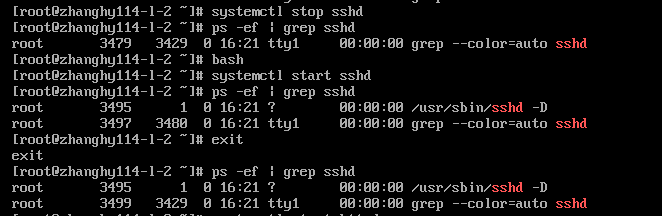 [root@zhanghy114-l-2 ~]# systemctl stop sshd
[root@zhanghy114-l-2 ~]# ps -ef | grep sshd
root 3479 3429 0 16:21 tty1 00:00:00 grep --color=auto sshd
[root@zhanghy114-l-2 ~]# bash
[root@zhanghy114-l-2 ~]# systemctl start sshd
[root@zhanghy114-l-2 ~]# ps -ef | grep sshd
root 3495 1 0 16:21 ? 00:00:00 /usr/sbin/sshd -D
root 3497 3480 0 16:21 tty1 00:00:00 grep --color=auto sshd
[root@zhanghy114-l-2 ~]# exit
exit
[root@zhanghy114-l-2 ~]# ps -ef | grep sshd
root 3495 1 0 16:21 ? 00:00:00 /usr/sbin/sshd -D
root 3499 3429 0 16:21 tty1 00:00:00 grep --color=auto sshd